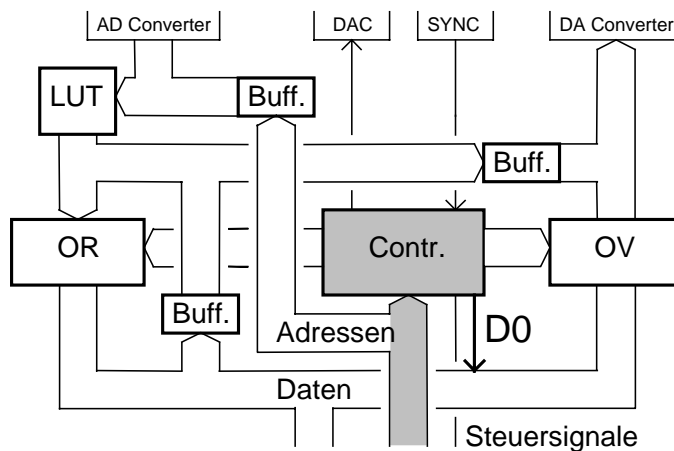 AD Converter
DAC
SYNC
DA Converter
LUT
Buff.
Buff.
OR
Contr.
OV
Buff.
Adressen
D0
Daten
Steuersignale